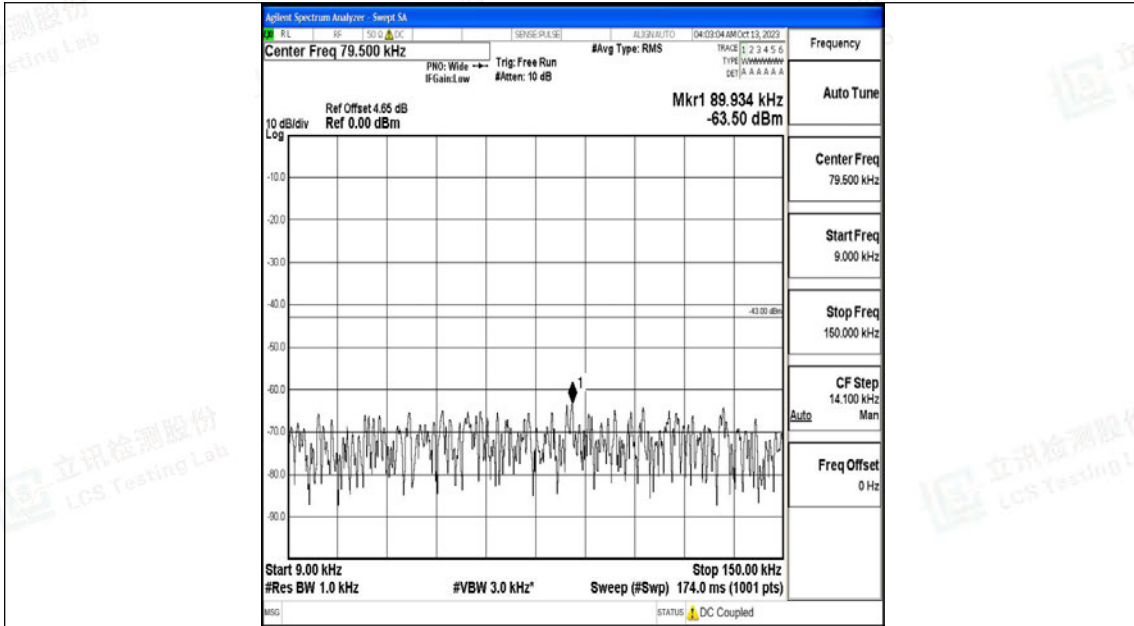 Agilent Spectrum Analyzer - Swept SA
RL RF 50 Ω DC SENSE:PULSE ALIGNAUTO 04:03:04 AM Oct 13, 2023
Center Freq 79.500 kHz
#Avg Type: RMS
TRACE 1 2 3 4 5 6
TYPE
DET A A A A A A
PNO: Wide
IFGain:Low
Trig: Free Run
#Atten: 10 dB
Mkr1 89.934 kHz
-63.50 dBm
Ref Offset 4.65 dB
10 dB/div Ref 0.00 dBm
Log
-10.0
-20.0
-30.0
-40.0
-43.00 dBm
-50.0
-60.0
1
-70.0
-80.0
-90.0
Start 9.00 kHz Stop 150.00 kHz
#Res BW 1.0 kHz #VBW 3.0 kHz* Sweep (#Swp) 174.0 ms (1001 pts)
MSG STATUS DC Coupled
Frequency
Auto Tune
Center Freq
79.500 kHz
Start Freq
9.000 kHz
Stop Freq
150.000 kHz
CF Step
14.100 kHz
Auto Man
Freq Offset
0 Hz
立讯检测股份
LCS Testing Lab
立讯检测股份